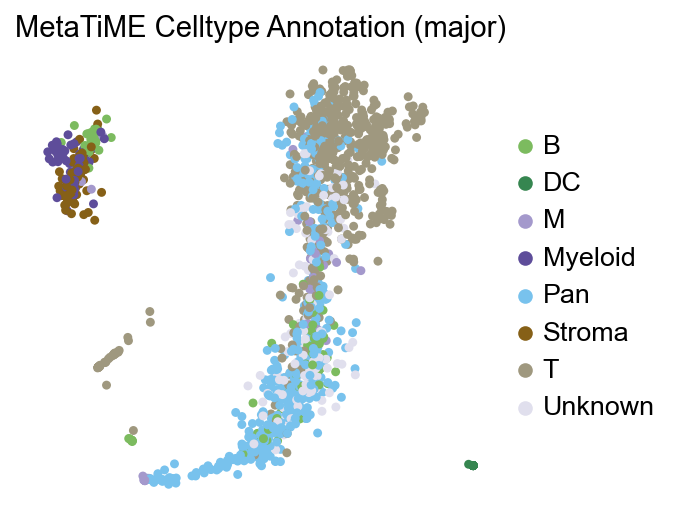 MetaTiME Celltype Annotation (major)
B
DC
M
Myeloid
Pan
Stroma
T
Unknown